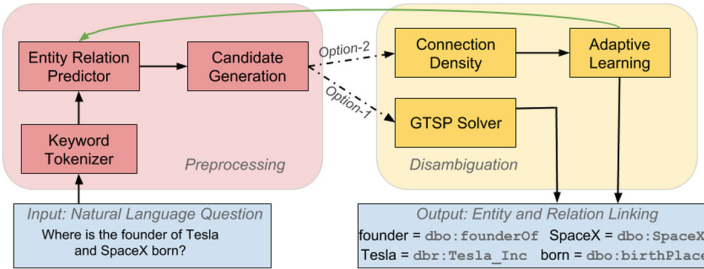 Entity Relation
Predictor
Candidate
Generation
Keyword
Tokenizer
Preprocessing
Option-2
Option-1
Connection
Density
Adaptive
Learning
GTSP Solver
Disambiguation
Input: Natural Language Question
Where is the founder of Tesla
and SpaceX born?
Output: Entity and Relation Linking
founder = dbo:founderOf SpaceX = dbo:SpaceX
Tesla = dbr:Tesla_Inc born = dbo:birthPlace